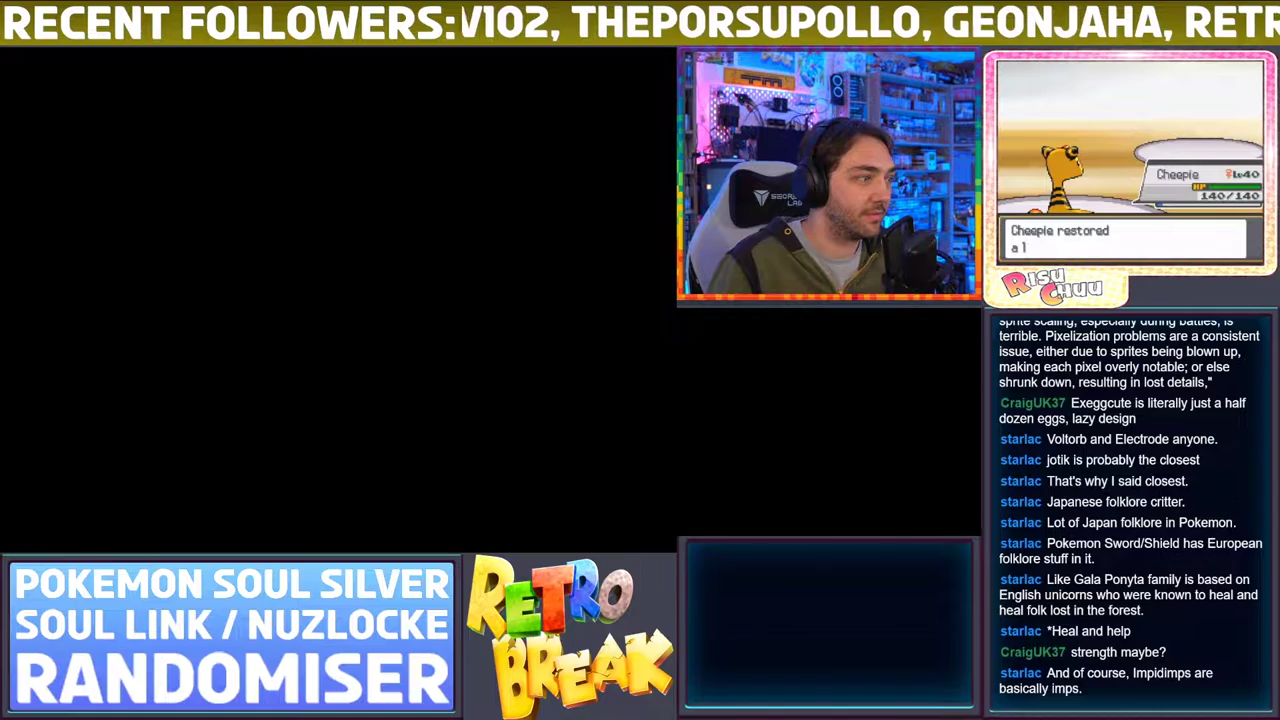 RECENT FOLLOWERS: V102, THEPORSUPOLLO, GEONJAHA, RETR
TM
SECRETLAB
Cheepie ♀Lv40
HP
140/140
Cheepie restored
a l
RISU
CHUU
sprite scaling, especially during battles, is
terrible. Pixelization problems are a consistent
issue, either due to sprites being blown up,
making each pixel overly notable; or else
shrunk down, resulting in lost details,"
CraigUK37 Exeggcute is literally just a half
dozen eggs, lazy design
starlac Voltorb and Electrode anyone.
starlac jotik is probably the closest
starlac That's why I said closest.
starlac Japanese folklore critter.
starlac Lot of Japan folklore in Pokemon.
starlac Pokemon Sword/Shield has European
folklore stuff in it.
starlac Like Gala Ponyta family is based on
English unicorns who were known to heal and
heal folk lost in the forest.
starlac *Heal and help
CraigUK37 strength maybe?
starlac And of course, Impidimps are
basically imps.
POKEMON SOUL SILVER
SOUL LINK / NUZLOCKE
RANDOMISER
RETRO
BREAK